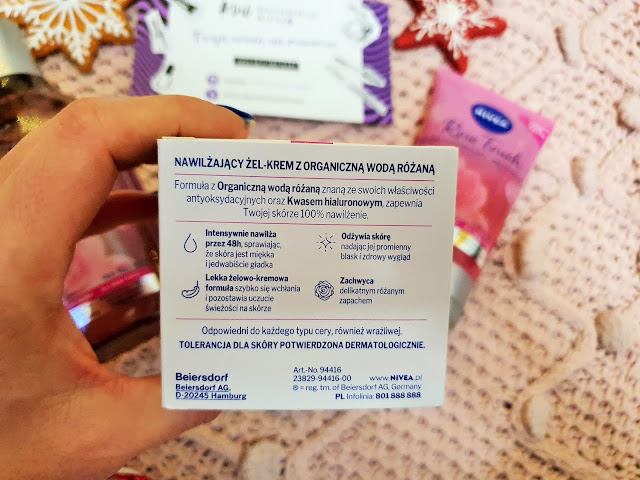 NIVEA
Rose Touch
NAWILŻAJĄCY ŻEL-KREM Z ORGANICZNĄ WODĄ RÓŻANĄ
Formuła z Organiczną wodą różaną znaną ze swoich właściwości
antyoksydacyjnych oraz Kwasem hialuronowym, zapewnia
Twojej skórze 100% nawilżenie.
Intensywnie nawilża
przez 48h, sprawiając,
że skóra jest miękka
i jedwabiście gładka
Odżywia skórę
nadając jej promienny
blask i zdrowy wygląd
Lekka żelowo-kremowa
formuła szybko się wchłania
i pozostawia uczucie
świeżości na skórze
Zachwyca
delikatnym różanym
zapachem
Odpowiedni do każdego typu cery, również wrażliwej.
TOLERANCJA DLA SKÓRY POTWIERDZONA DERMATOLOGICZNIE.
Beiersdorf
Beiersdorf AG,
D-20245 Hamburg
Art.-No. 94416
23829-94416-00
www.NIVEA.pl
® = reg. tm. of Beiersdorf AG, Germany
PL Infolinia: 801 888 888